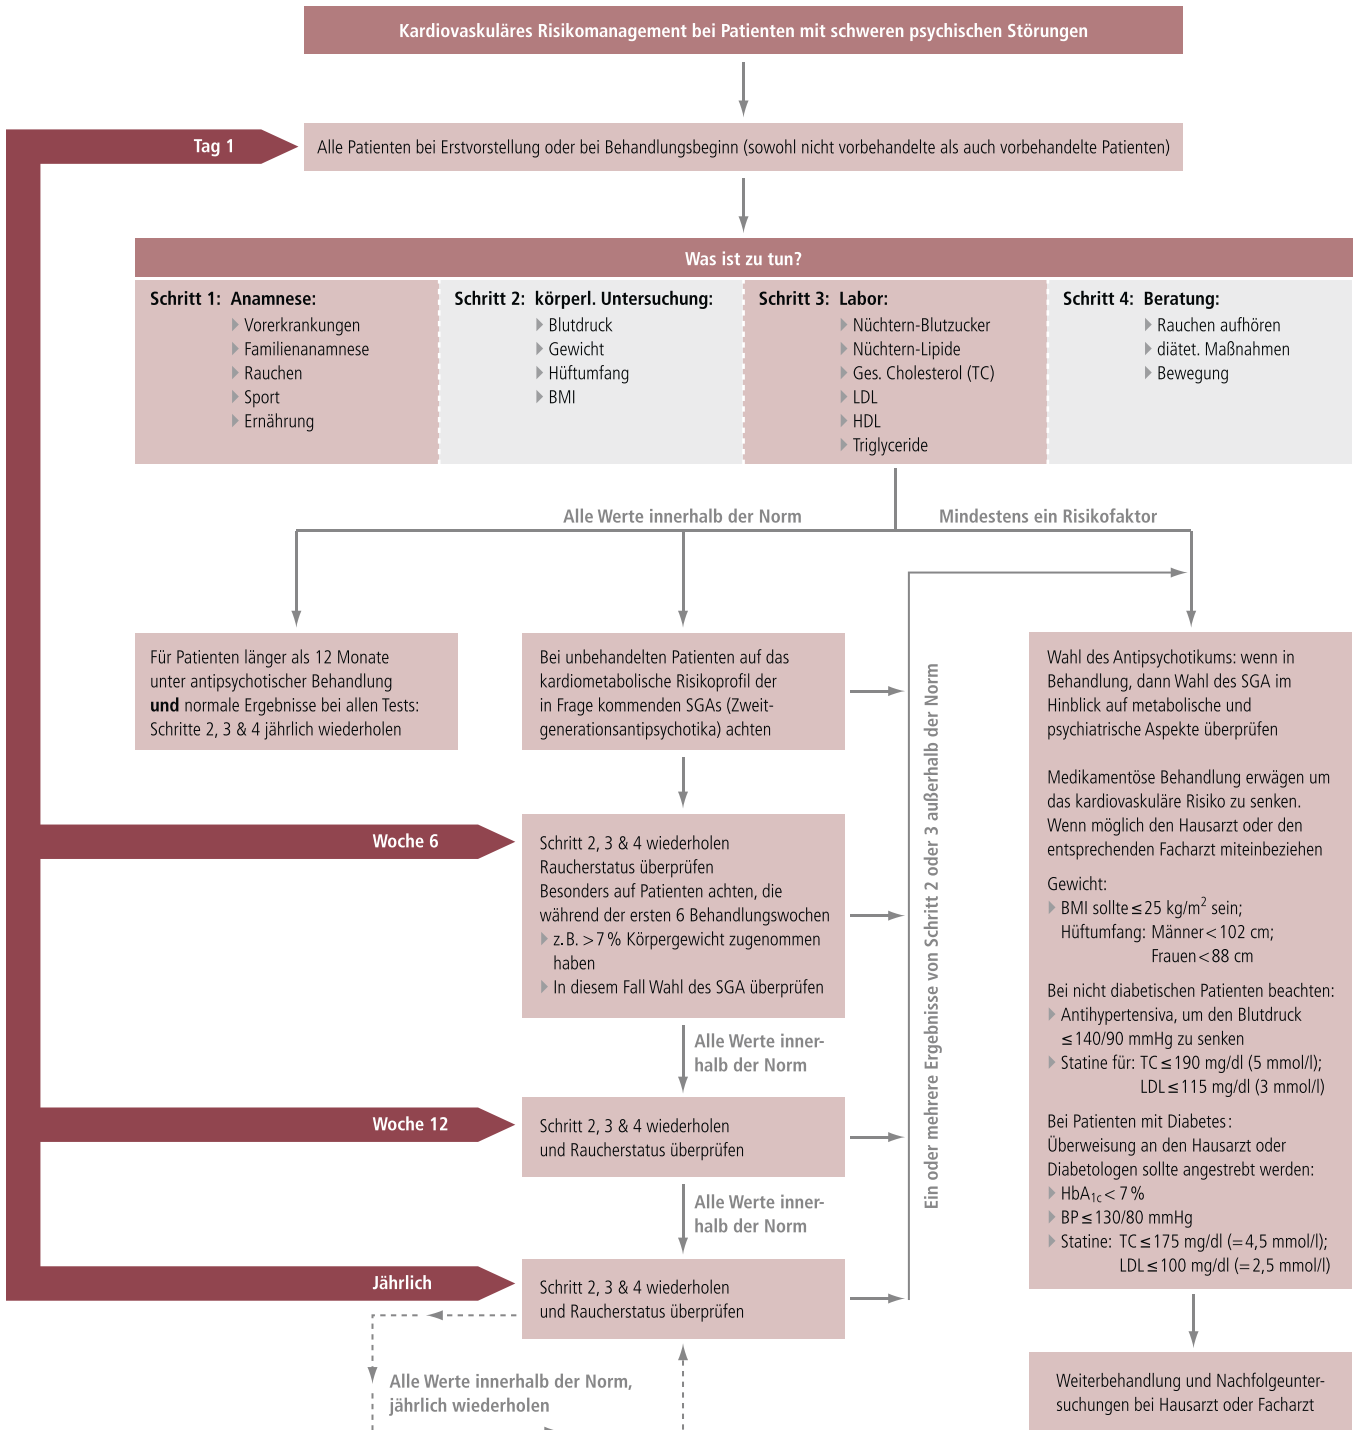 Kardiovaskuläres Risikomanagement bei Patienten mit schweren psychischen Störungen
Tag 1
Alle Patienten bei Erstvorstellung oder bei Behandlungsbeginn (sowohl nicht vorbehandelte als auch vorbehandelte Patienten)
Was ist zu tun?
Schritt 1: Anamnese:
Vorerkrankungen
Familienanamnese
Rauchen
Sport
Ernährung
Schritt 2: körperl. Untersuchung:
Blutdruck
Gewicht
Hüftumfang
BMI
Schritt 3: Labor:
Nüchtern-Blutzucker
Nüchtern-Lipide
Ges. Cholesterol (TC)
LDL
HDL
Triglyceride
Schritt 4: Beratung:
Rauchen aufhören
diätet. Maßnahmen
Bewegung
Alle Werte innerhalb der Norm
Mindestens ein Risikofaktor
Für Patienten länger als 12 Monate
unter antipsychotischer Behandlung
und normale Ergebnisse bei allen Tests:
Schritte 2, 3 & 4 jährlich wiederholen
Bei unbehandelten Patienten auf das
kardiometabolische Risikoprofil der
in Frage kommenden SGAs (Zweit-
generationsantipsychotika) achten
Woche 6
Schritt 2, 3 & 4 wiederholen
Raucherstatus überprüfen
Besonders auf Patienten achten, die
während der ersten 6 Behandlungswochen
z. B. >7 % Körpergewicht zugenommen
haben
In diesem Fall Wahl des SGA überprüfen
Alle Werte inner-
halb der Norm
Woche 12
Schritt 2, 3 & 4 wiederholen
und Raucherstatus überprüfen
Alle Werte inner-
halb der Norm
Jährlich
Schritt 2, 3 & 4 wiederholen
und Raucherstatus überprüfen
Alle Werte innerhalb der Norm,
jährlich wiederholen
Ein oder mehrere Ergebnisse von Schritt 2 oder 3 außerhalb der Norm
Wahl des Antipsychotikums: wenn in
Behandlung, dann Wahl des SGA im
Hinblick auf metabolische und
psychiatrische Aspekte überprüfen
Medikamentöse Behandlung erwägen um
das kardiovaskuläre Risiko zu senken.
Wenn möglich den Hausarzt oder den
entsprechenden Facharzt miteinbeziehen
Gewicht:
BMI sollte ≤ 25 kg/m² sein;
Hüftumfang: Männer < 102 cm;
Frauen < 88 cm
Bei nicht diabetischen Patienten beachten:
Antihypertensiva, um den Blutdruck
≤ 140/90 mmHg zu senken
Statine für: TC ≤ 190 mg/dl (5 mmol/l);
LDL ≤ 115 mg/dl (3 mmol/l)
Bei Patienten mit Diabetes:
Überweisung an den Hausarzt oder
Diabetologen sollte angestrebt werden:
HbA1c < 7 %
BP ≤ 130/80 mmHg
Statine: TC ≤ 175 mg/dl (= 4,5 mmol/l);
LDL ≤ 100 mg/dl (= 2,5 mmol/l)
Weiterbehandlung und Nachfolgeunter-
suchungen bei Hausarzt oder Facharzt